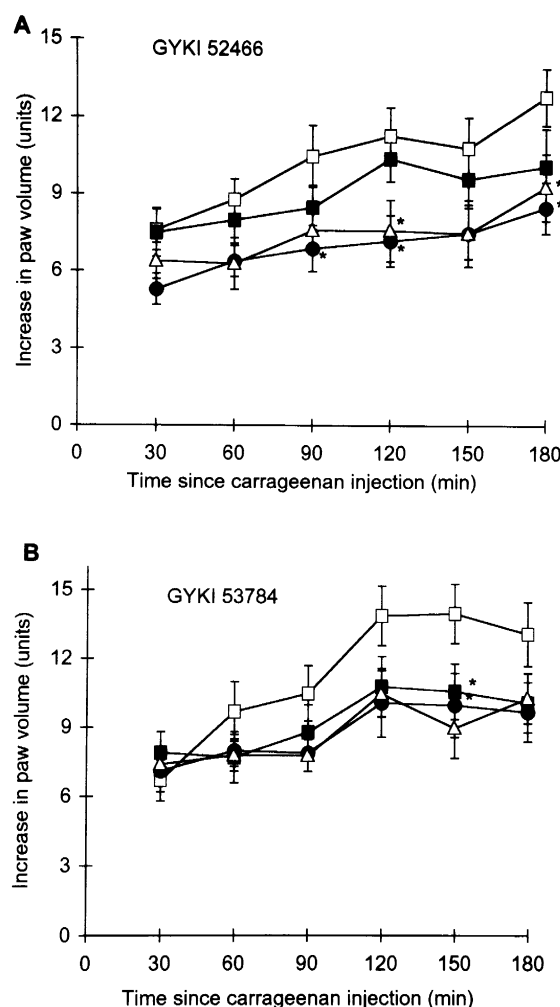 A
GYKI 52466
15
12
9
6
3
0
Increase in paw volume (units)
* * * * *
0 30 60 90 120 150 180
Time since carrageenan injection (min)
B
GYKI 53784
15
12
9
6
3
0
Increase in paw volume (units)
* *
0 30 60 90 120 150 180
Time since carrageenan injection (min)